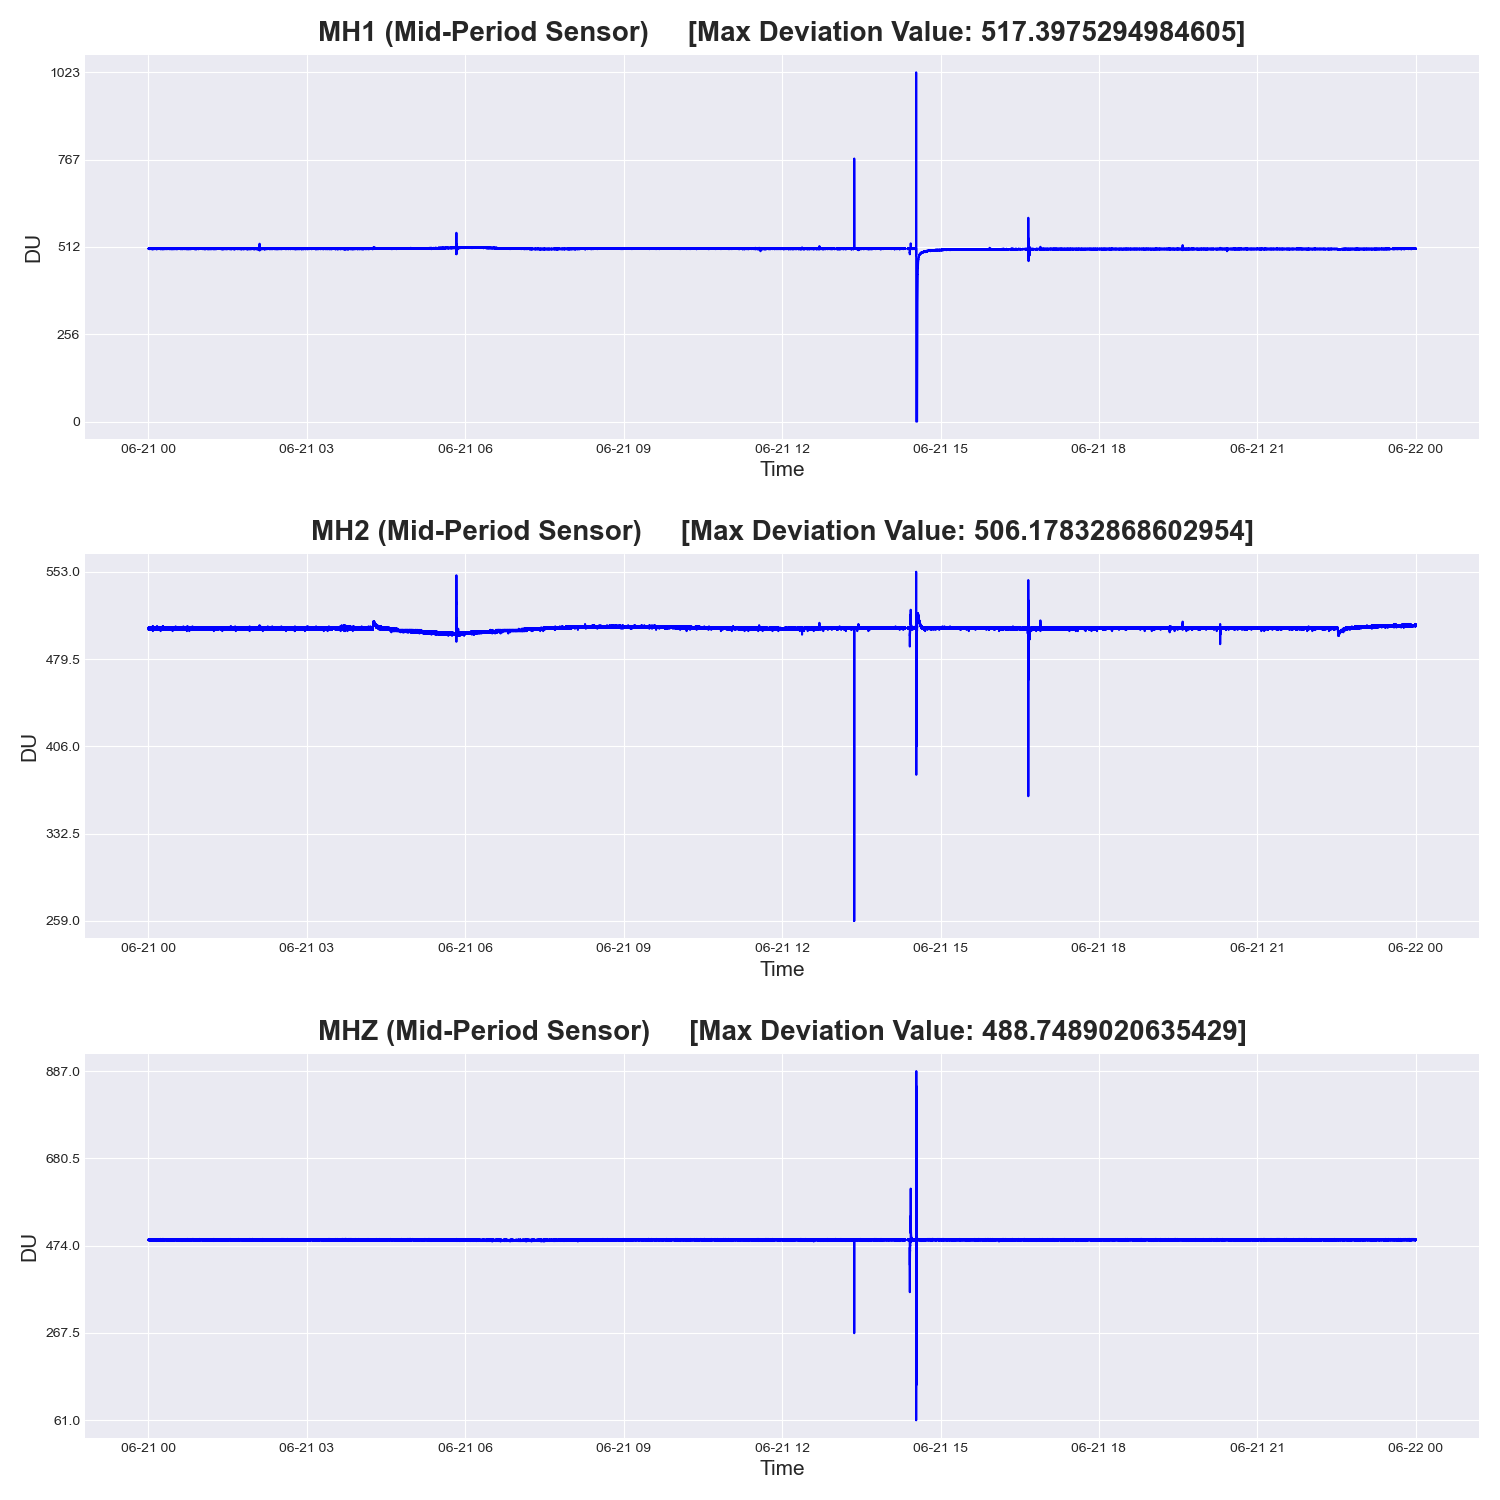 MH1 (Mid-Period Sensor) [Max Deviation Value: 517.3975294984605]
1023
767
512
256
0
DU
06-21 00 06-21 03 06-21 06 06-21 09 06-21 12 06-21 15 06-21 18 06-21 21 06-22 00
Time
MH2 (Mid-Period Sensor) [Max Deviation Value: 506.17832868602954]
553.0
479.5
406.0
332.5
259.0
DU
06-21 00 06-21 03 06-21 06 06-21 09 06-21 12 06-21 15 06-21 18 06-21 21 06-22 00
Time
MHZ (Mid-Period Sensor) [Max Deviation Value: 488.7489020635429]
887.0
680.5
474.0
267.5
61.0
DU
06-21 00 06-21 03 06-21 06 06-21 09 06-21 12 06-21 15 06-21 18 06-21 21 06-22 00
Time